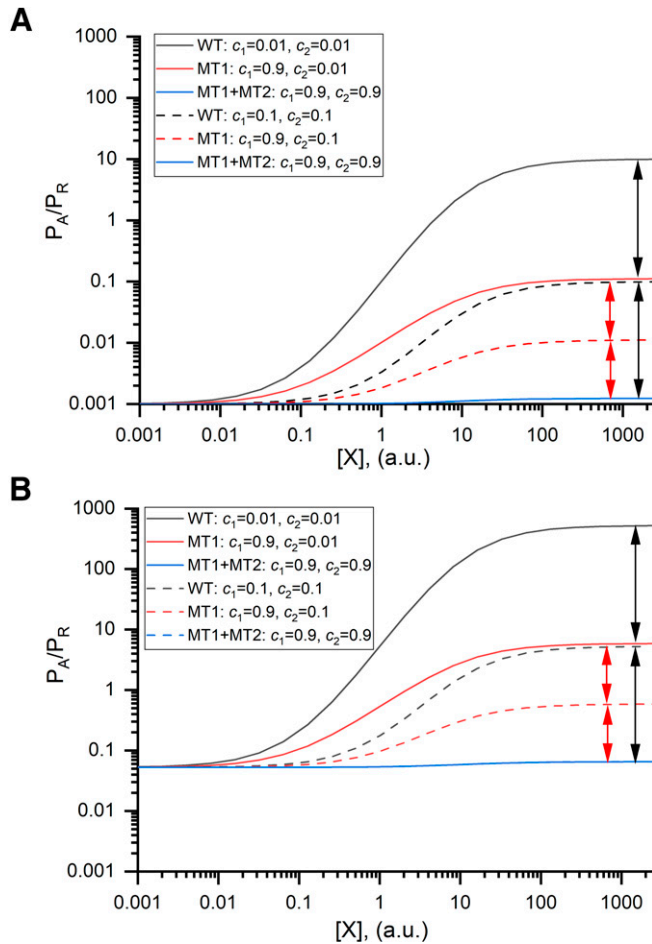 A
1000
WT: c1=0.01, c2=0.01
MT1: c1=0.9, c2=0.01
MT1+MT2: c1=0.9, c2=0.9
WT: c1=0.1, c2=0.1
MT1: c1=0.9, c2=0.1
MT1+MT2: c1=0.9, c2=0.9
100
10
1
0.1
0.01
0.001
PA/PR
0.001 0.01 0.1 1 10 100 1000
[X], (a.u.)
B
1000
WT: c1=0.01, c2=0.01
MT1: c1=0.9, c2=0.01
MT1+MT2: c1=0.9, c2=0.9
WT: c1=0.1, c2=0.1
MT1: c1=0.9, c2=0.1
MT1+MT2: c1=0.9, c2=0.9
100
10
1
0.1
0.01
0.001
PA/PR
0.001 0.01 0.1 1 10 100 1000
[X], (a.u.)